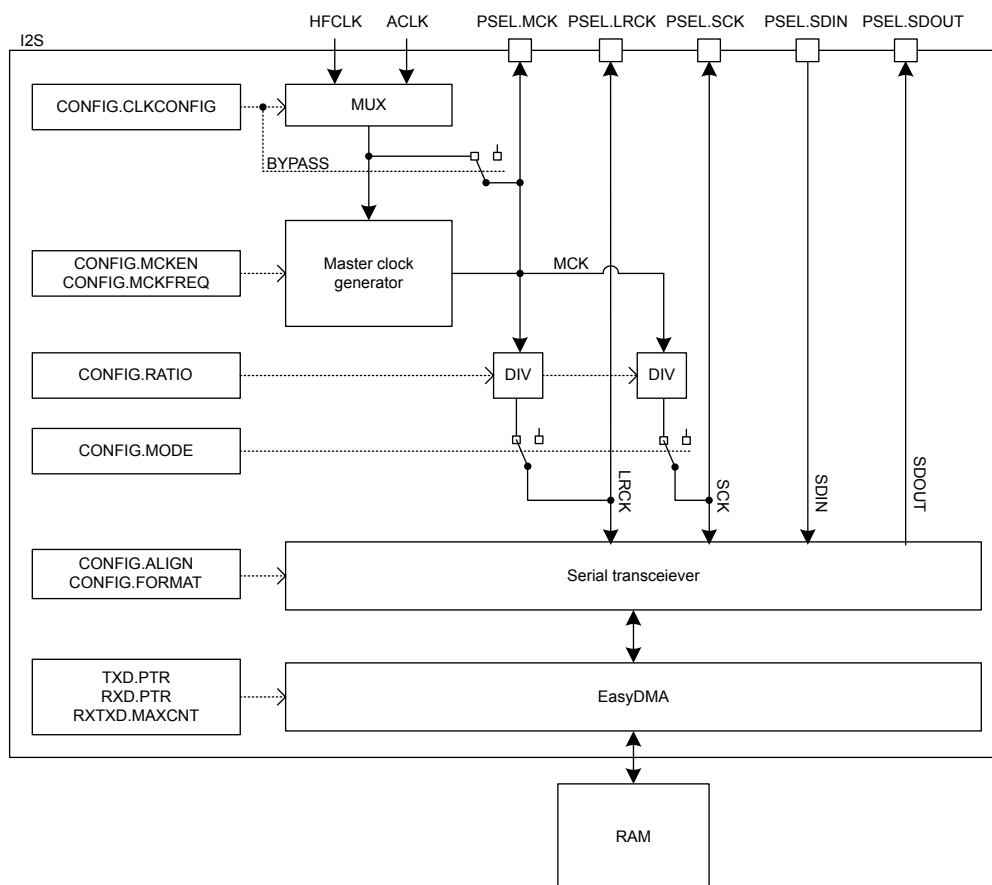 HFCLK
ACLK
PSEL.MCK
PSEL.LRCK
PSEL.SCK
PSEL.SDIN
PSEL.SDOUT
I2S
CONFIG.CLKCONFIG
MUX
BYPASS
CONFIG.MCKEN
CONFIG.MCKFREQ
Master clock
generator
MCK
CONFIG.RATIO
DIV
DIV
CONFIG.MODE
LRCK
SCK
SDIN
SDOUT
CONFIG.ALIGN
CONFIG.FORMAT
Serial transceiever
TXD.PTR
RXD.PTR
RXTXD.MAXCNT
EasyDMA
RAM